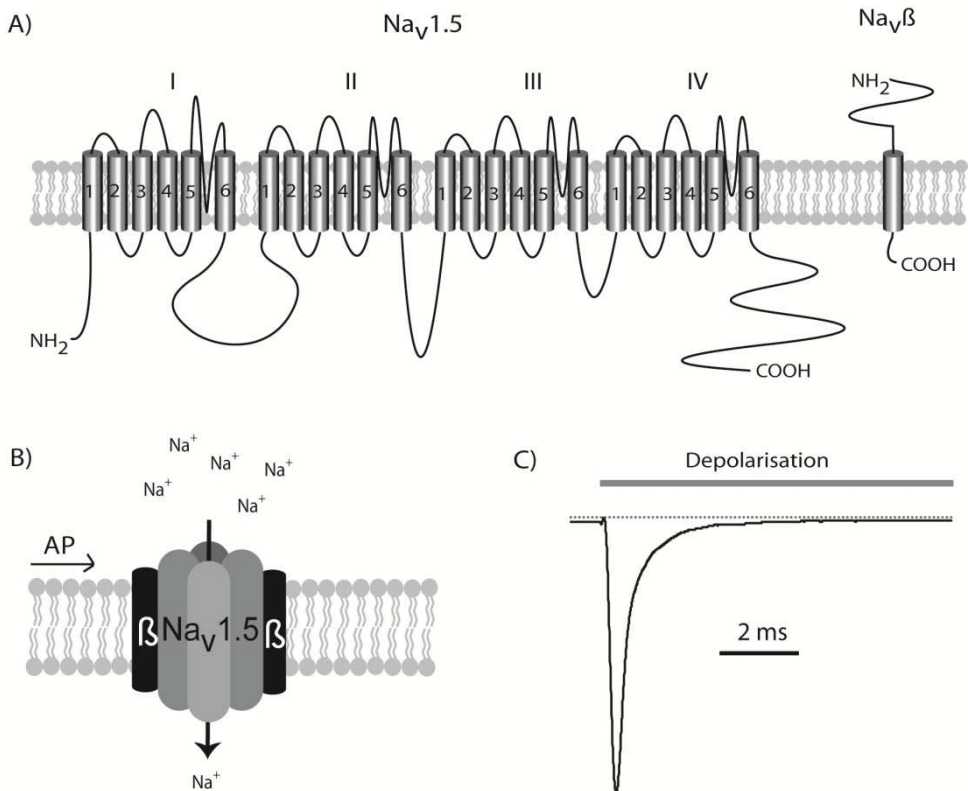 A)
Naᵥ1.5
Naᵥß
I II III IV
NH₂
1 2 3 4 5 6 1 2 3 4 5 6 1 2 3 4 5 6 1 2 3 4 5 6
COOH
NH₂
COOH
B)
Na⁺
Na⁺
Na⁺
Na⁺
Na⁺
AP
ß Naᵥ1.5 ß
Na⁺
C)
Depolarisation
2 ms